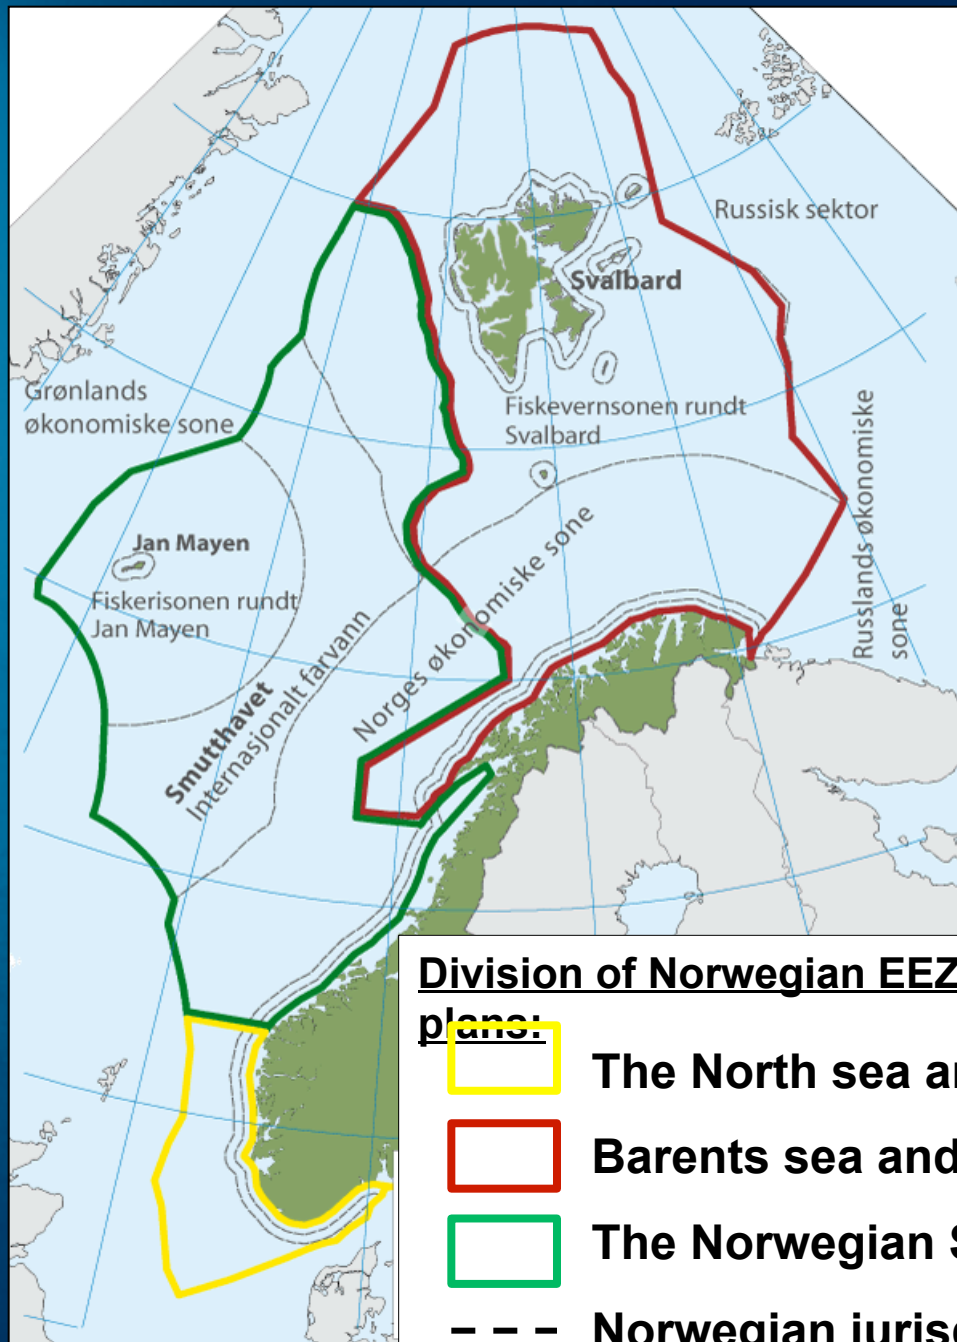 Russisk sektor
Svalbard
Grønlands
økonomiske sone
Fiskevernsonen rundt
Svalbard
Russlands økonomiske
sone
Jan Mayen
Fiskerisonen rundt
Jan Mayen
Norges økonomiske sone
Smutthavet
Internasjonalt farvann
Division of Norwegian EEZ
plans:
The North sea a
Barents sea and
The Norwegian S
Norwegian juris